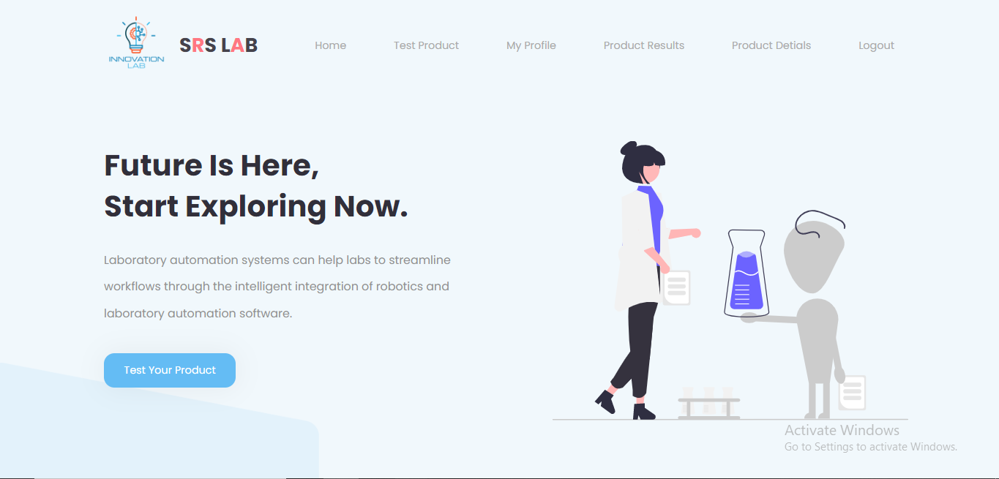 INNOVATION
LAB
SRS LAB
Home
Test Product
My Profile
Product Results
Product Detials
Logout
Future Is Here,
Start Exploring Now.
Laboratory automation systems can help labs to streamline
workflows through the intelligent integration of robotics and
laboratory automation software.
Test Your Product
Activate Windows
Go to Settings to activate Windows.